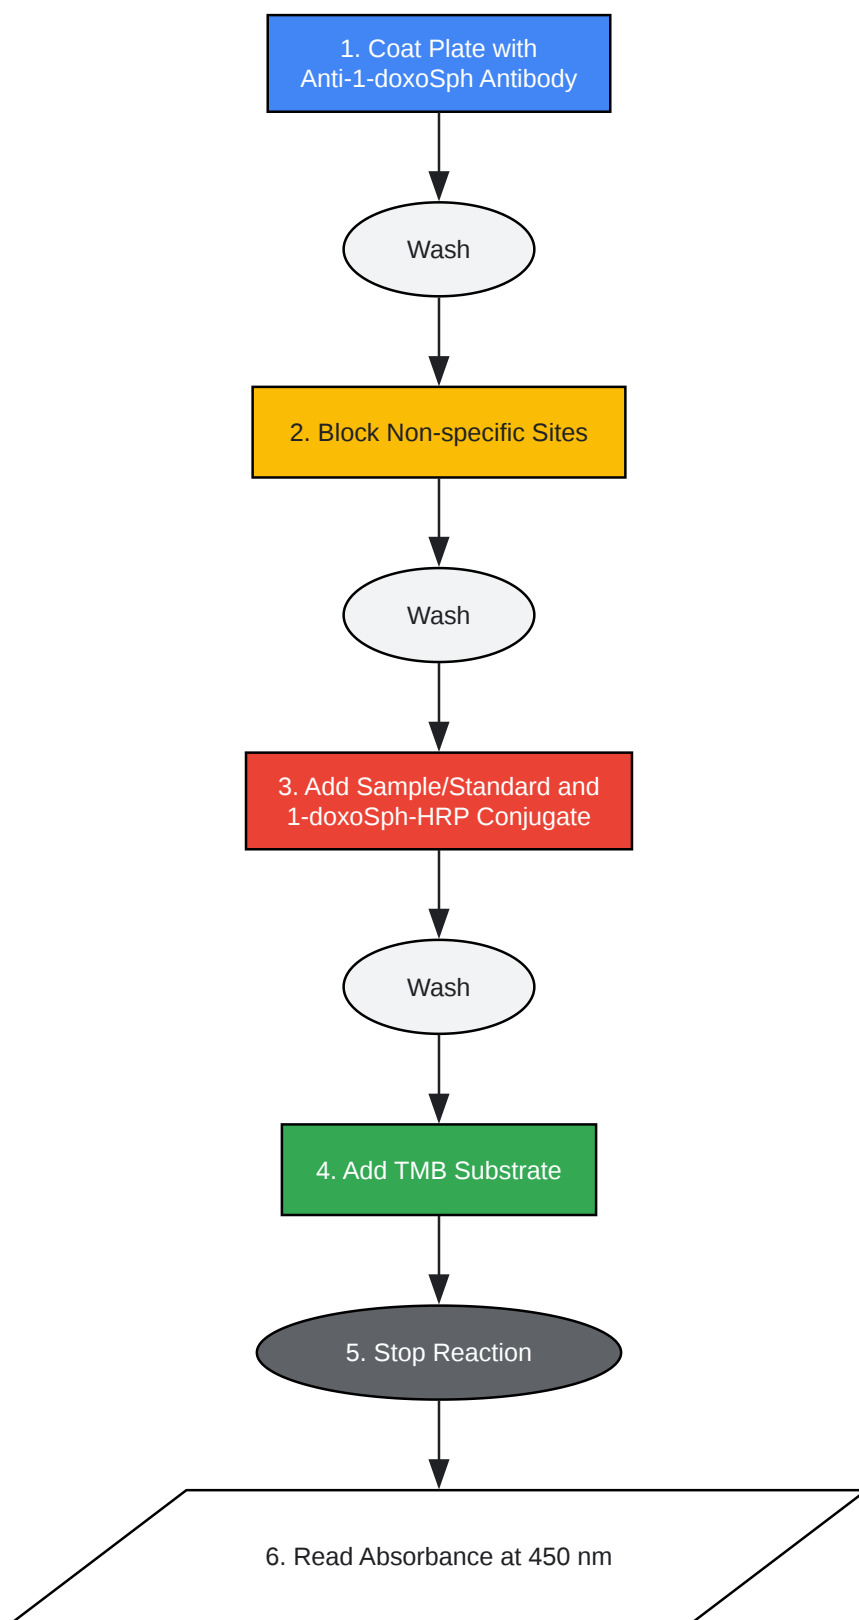 1. Coat Plate with
Anti-1-doxoSph Antibody
Wash
2. Block Non-specific Sites
Wash
3. Add Sample/Standard and
1-doxoSph-HRP Conjugate
Wash
4. Add TMB Substrate
5. Stop Reaction
6. Read Absorbance at 450 nm